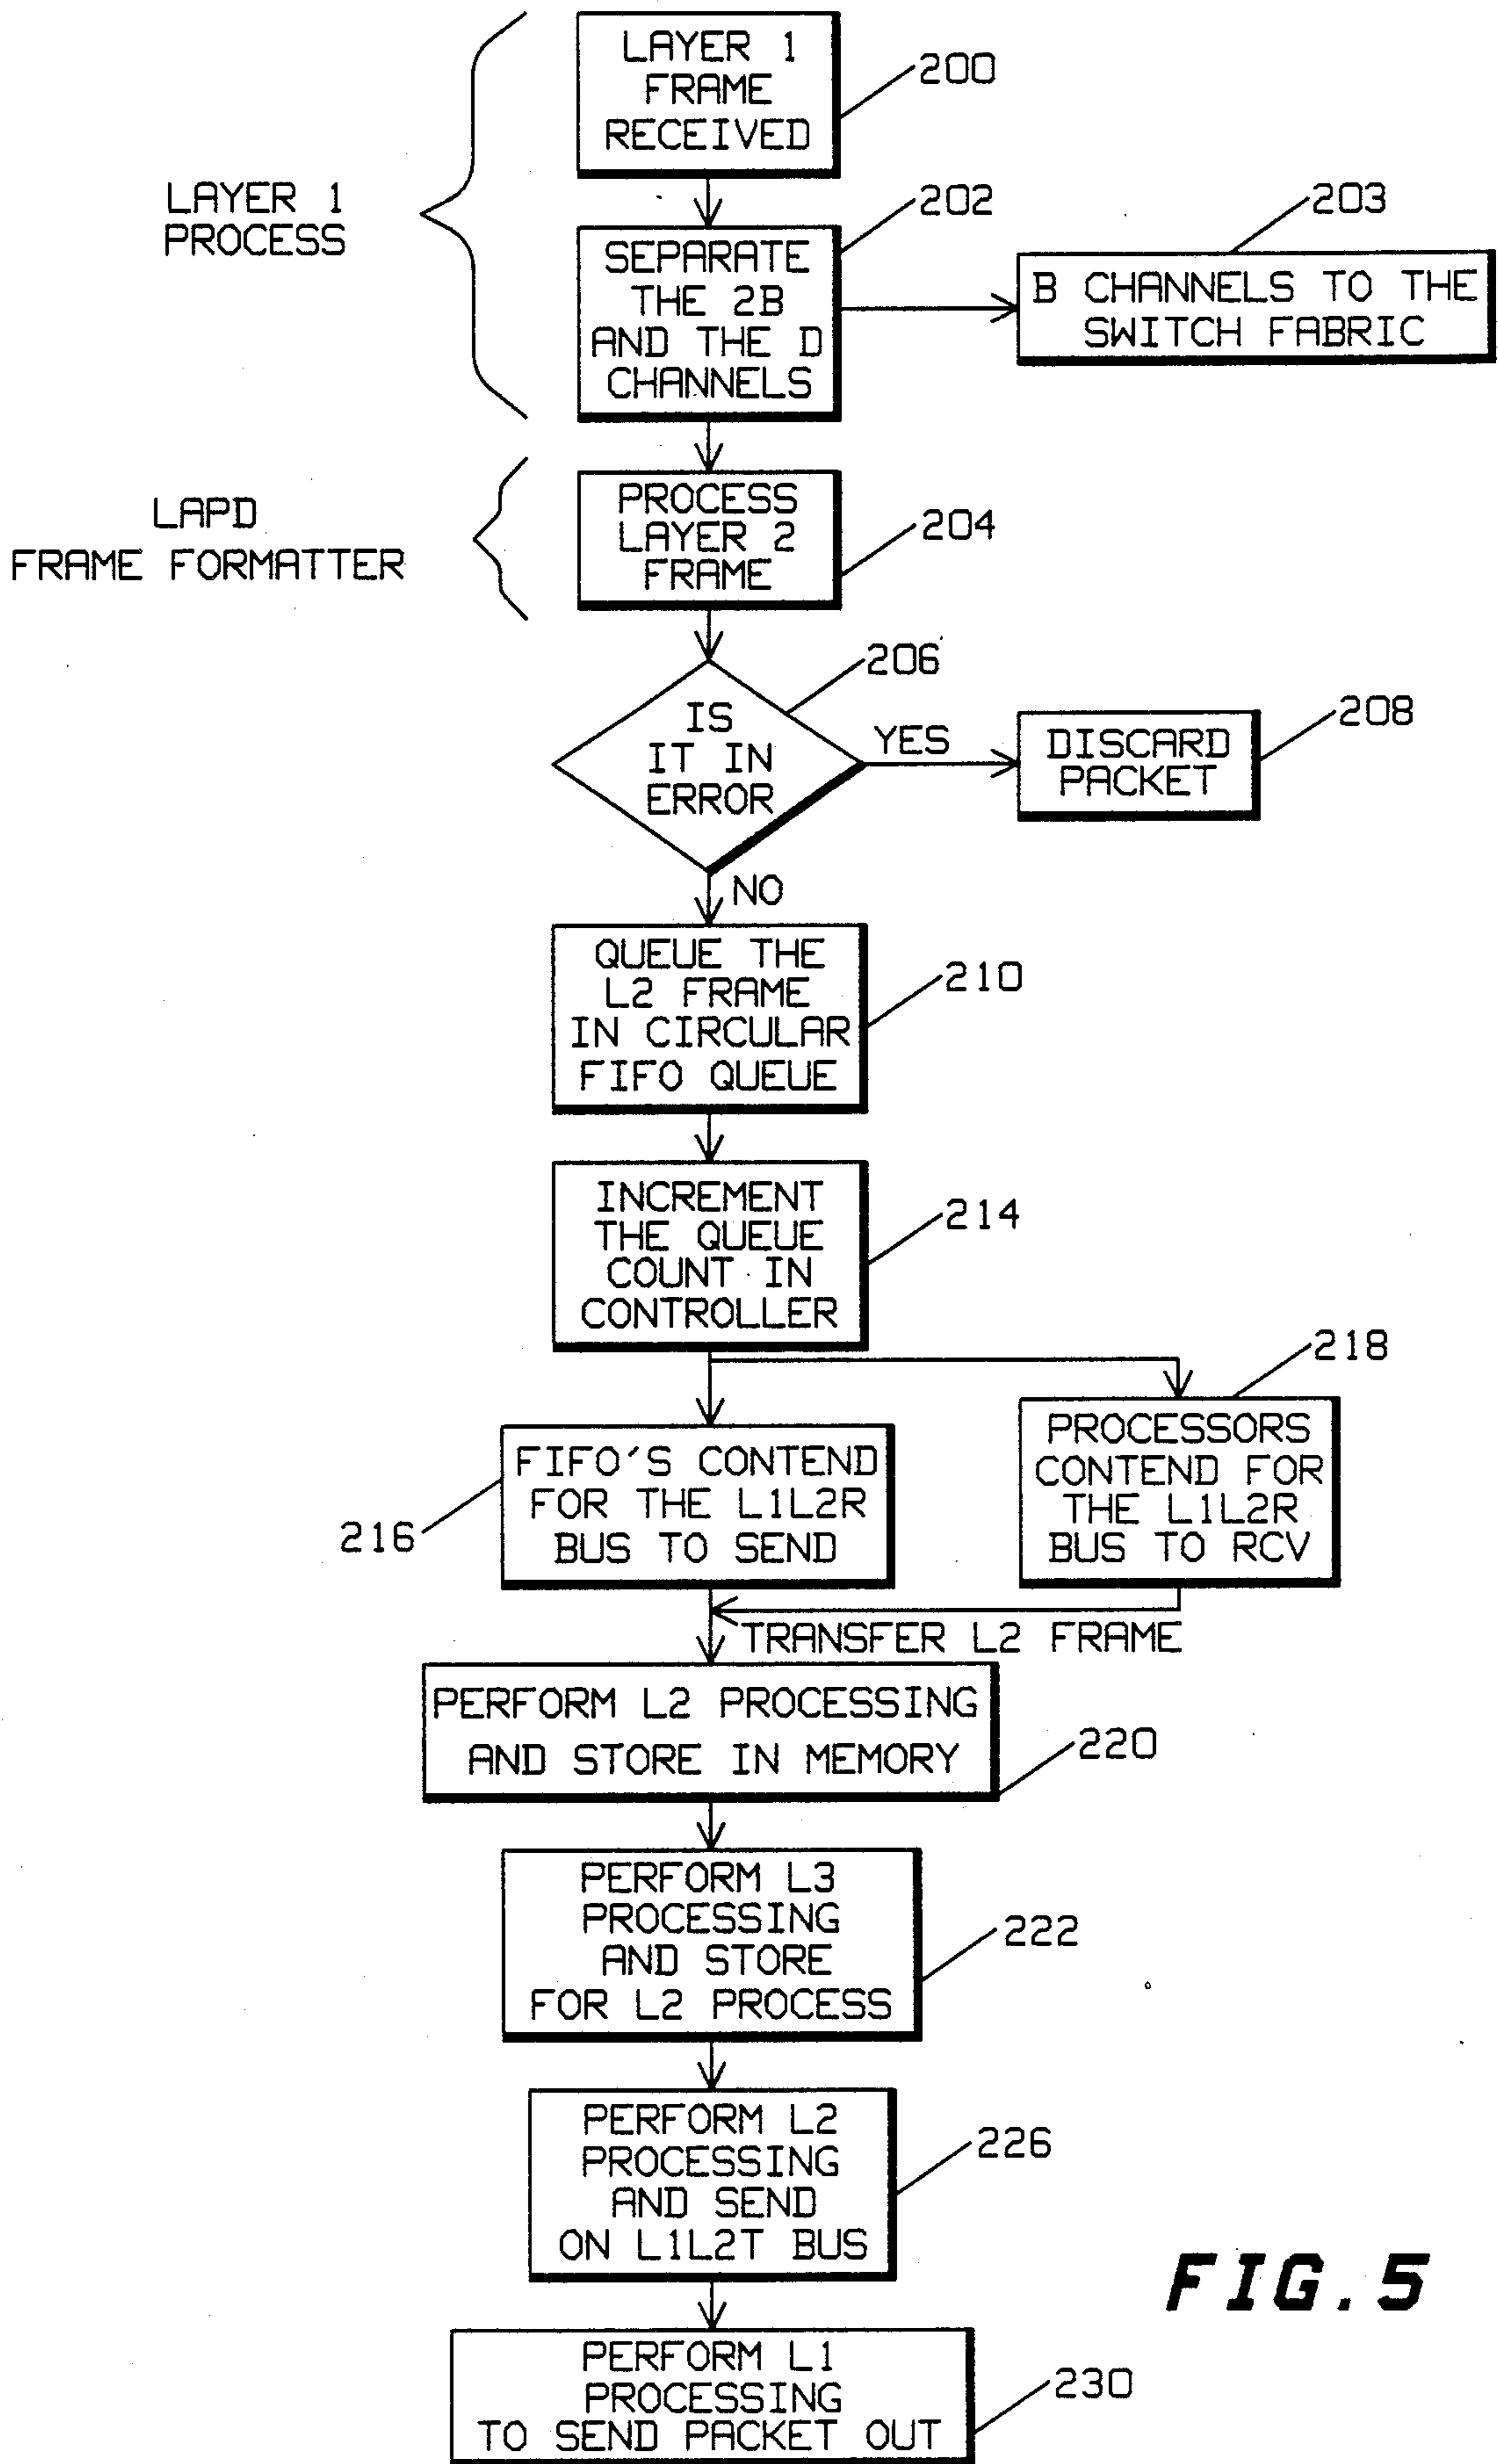 LAYER 1
FRAME
RECEIVED
200
LAYER 1
PROCESS
202
SEPARATE
THE 2B
AND THE D
CHANNELS
203
B CHANNELS TO THE
SWITCH FABRIC
LAPD
FRAME FORMATTER
PROCESS
LAYER 2
FRAME
204
206
IS
IT IN
ERROR
YES
208
DISCARD
PACKET
NO
QUEUE THE
L2 FRAME
IN CIRCULAR
FIFO QUEUE
210
INCREMENT
THE QUEUE
COUNT IN
CONTROLLER
214
216
FIFO'S CONTEND
FOR THE L1L2R
BUS TO SEND
218
PROCESSORS
CONTEND FOR
THE L1L2R
BUS TO RCV
TRANSFER L2 FRAME
PERFORM L2 PROCESSING
AND STORE IN MEMORY
220
PERFORM L3
PROCESSING
AND STORE
FOR L2 PROCESS
222
PERFORM L2
PROCESSING
AND SEND
ON L1L2T BUS
226
PERFORM L1
PROCESSING
TO SEND PACKET OUT
230
FIG. 5